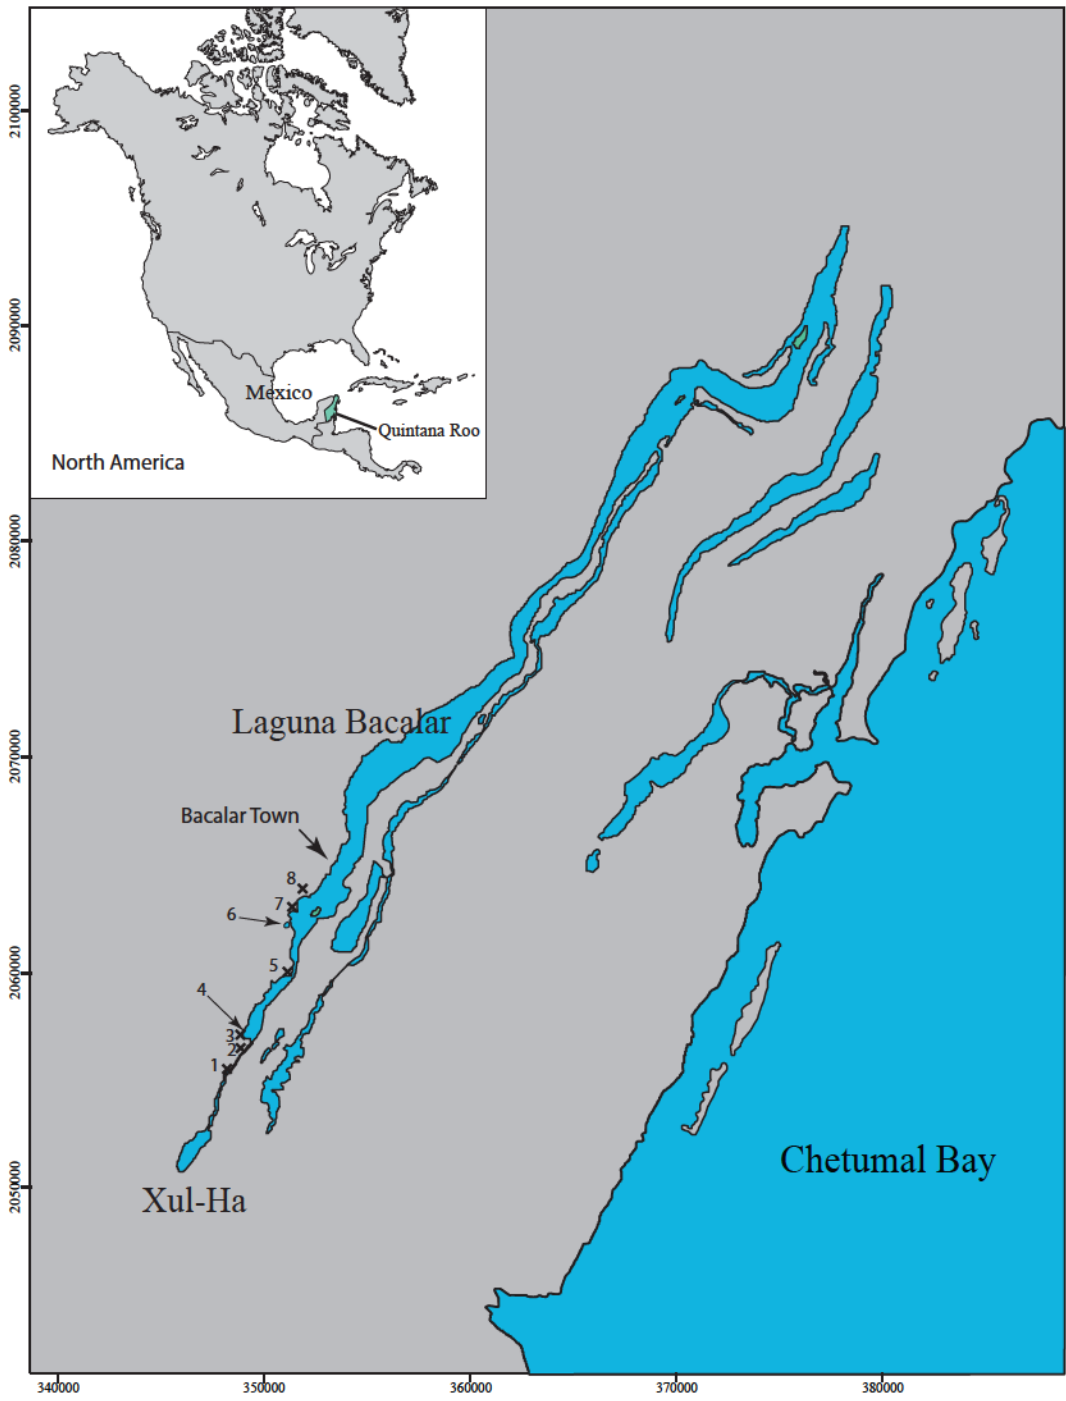 2100000
2090000
2080000
2070000
2060000
2050000
Mexico
Quintana Roo
North America
Laguna Bacalar
Bacalar Town
8
7
6
5
4
3
2
1
Xul-Ha
Chetumal Bay
340000
350000
360000
370000
380000